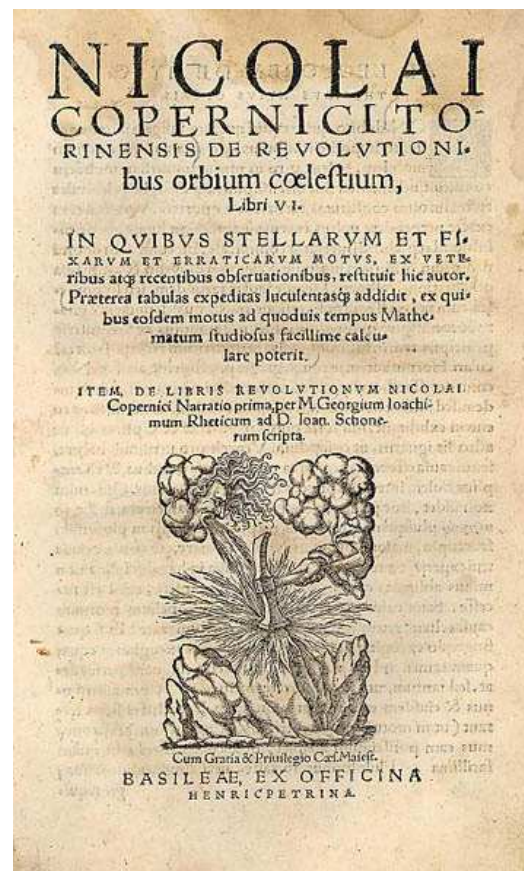 NICOLAI
COPERNICI TO-
RINENSIS DE REVOLVTIONI-
bus orbium cœlestium,
Libri VI.
IN QVIBVS STELLARVM ET FI-
XARVM ET ERRATICARVM MOTVS, EX VETE-
ribus atq; recentibus obseruationibus, restituit hic autor.
Præterea tabulas expeditas luculentasq; addidit, ex qui-
bus eosdem motus ad quoduis tempus Mathe-
matum studiosus facillime calcu-
lare poterit.
ITEM, DE LIBRIS REVOLVTIONVM NICOLAI
Copernici Narratio prima, per M. Georgium Ioachi-
mum Rheticum ad D. Ioan. Schone-
rum scripta.
Cum Gratia & Priuilegio Cæs. Maiest.
BASILEAE, EX OFFICINA
HENRICPETRINA.